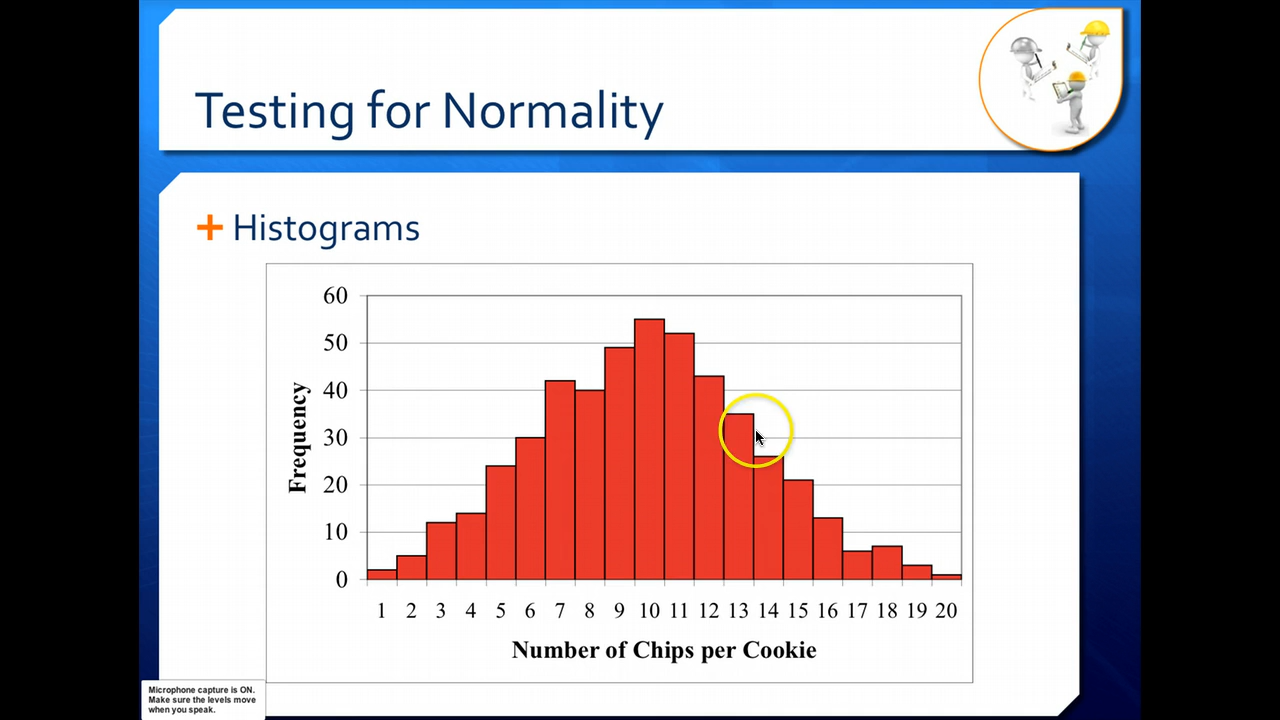 Testing for Normality
+ Histograms
60
50
40
30
20
10
0
Frequency
1 2 3 4 5 6 7 8 9 10 11 12 13 14 15 16 17 18 19 20
Number of Chips per Cookie
Microphone capture is ON.
Make sure the levels move
when you speak.